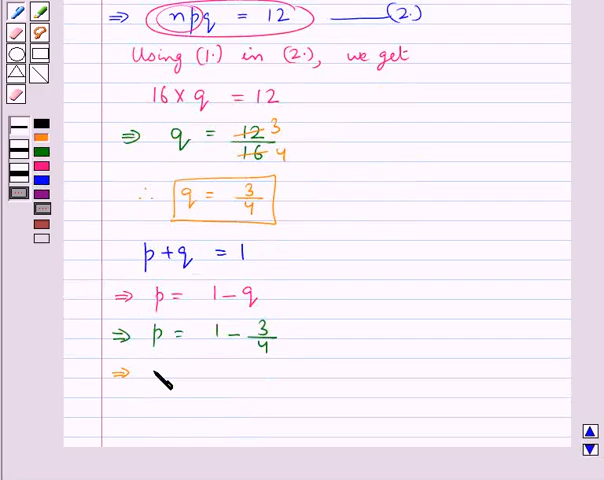 ⇒ npq = 12 ——— (2.)
Using (1.) in (2.), we get
16 × q = 12
⇒ q = 12 3 / 16 4
∴ q = 3/4
p + q = 1
⇒ p = 1 - q
⇒ p = 1 - 3/4
⇒